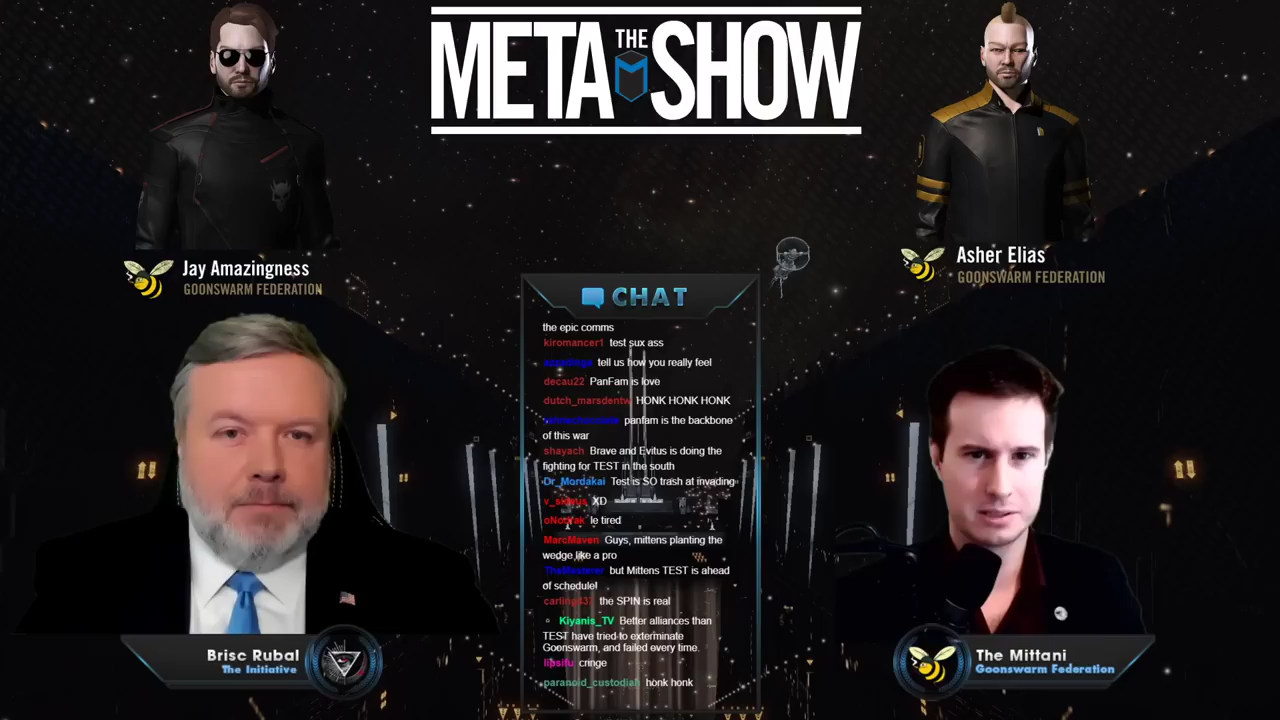 META THE SHOW
Jay Amazingness
GOONSWARM FEDERATION
Asher Elias
GOONSWARM FEDERATION
CHAT
the epic comms
kiromancer1 test sux ass
tell us how you really feel
decau22 PanFam is love
dutch_marsdentv HONK HONK HONK
panfam is the backbone
of this war
shayach Brave and Evitus is doing the
fighting for TEST in the south
Dr_Mordakai Test is SO trash at invading
XD
le tired
MarcMaven Guys, mittens planting the
wedge like a pro
but Mittens TEST is ahead
of schedule!
the SPIN is real
Kiyanis_TV Better alliances than
TEST have tried to exterminate
Goonswarm, and failed every time.
cringe
paranoid_custodian honk honk
Brisc Rubal
The Initiative
The Mittani
Goonswarm Federation